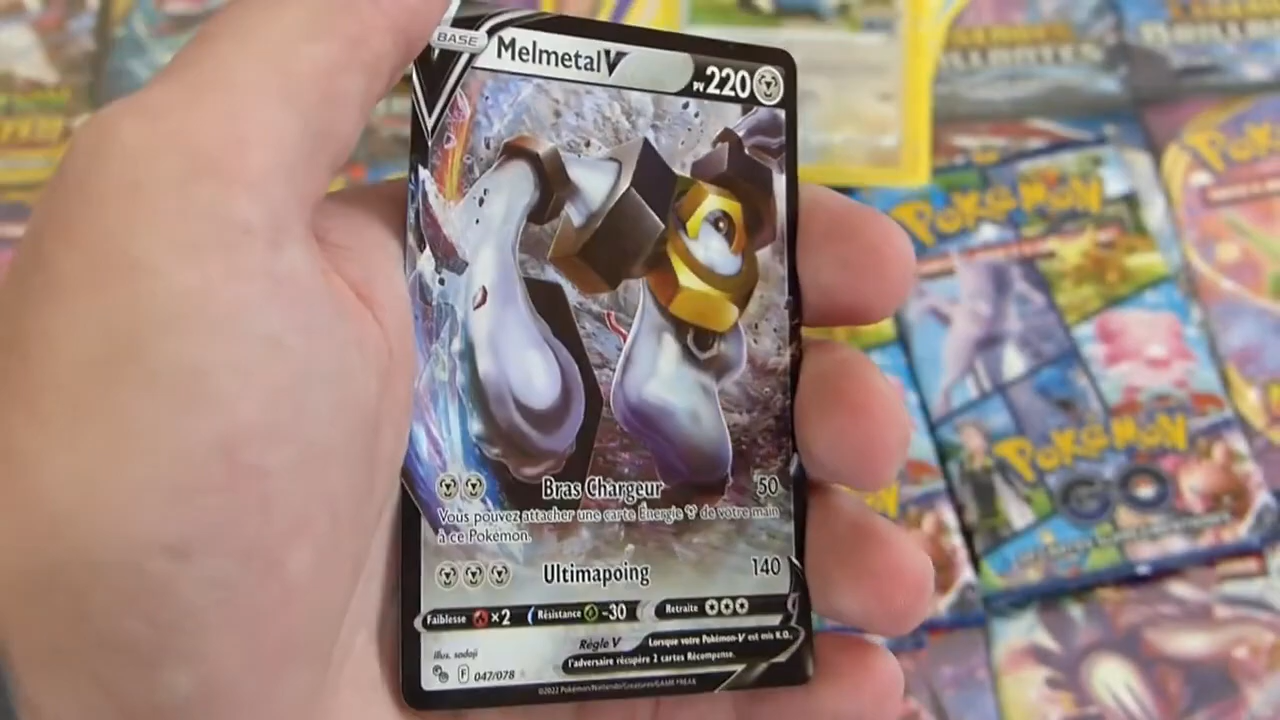 BASE
MelmetalV
PV 220
Bras Chargeur 50
Vous pouvez attacher une carte Énergie de votre main
à ce Pokémon.
Ultimapoing 140
Faiblesse ×2 Résistance -30 Retraite
Règle V Lorsque votre Pokémon-V est mis K.O.,
l'adversaire récupère 2 cartes Récompense.
Illus. sadaji
F 047/078
©2022 Pokémon/Nintendo/Creatures/GAME FREAK
POKéMON
POKéMON
GO